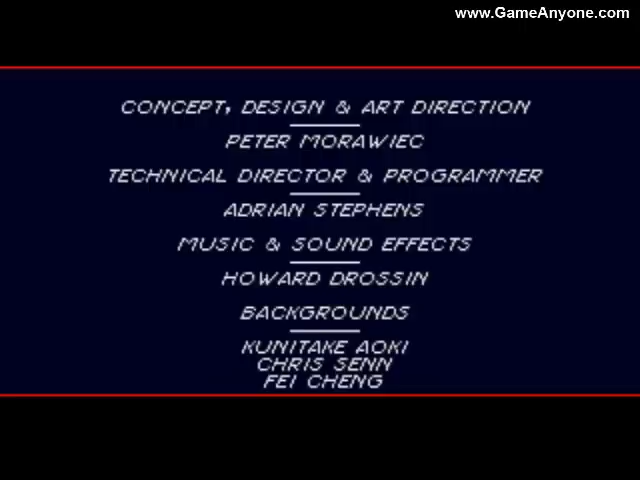 www.GameAnyone.com
CONCEPT, DESIGN & ART DIRECTION
PETER MORAWIEC
TECHNICAL DIRECTOR & PROGRAMMER
ADRIAN STEPHENS
MUSIC & SOUND EFFECTS
HOWARD DROSSIN
BACKGROUNDS
KUNITAKE AOKI
CHRIS SENN
FEI CHENG